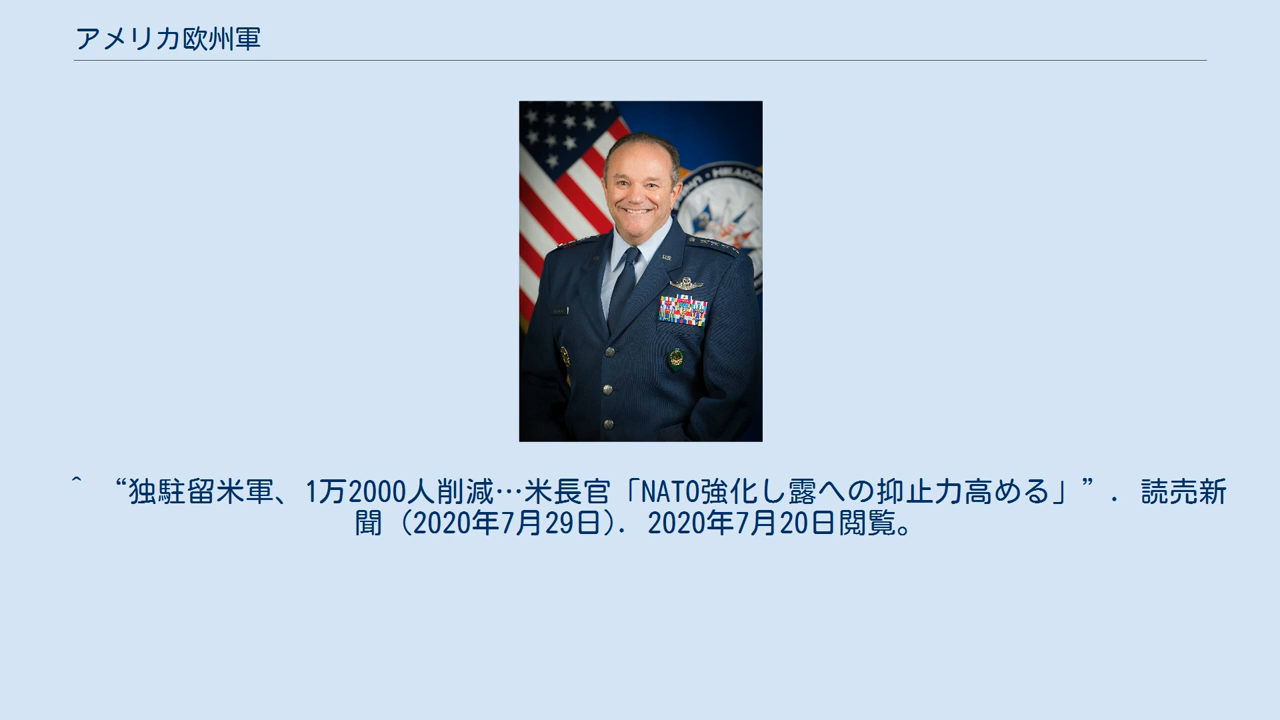 アメリカ欧州軍
^ “独駐留米軍、1万2000人削減…米長官「NATO強化し露への抑止力高める」”. 読売新
聞 (2020年7月29日). 2020年7月20日閲覧。